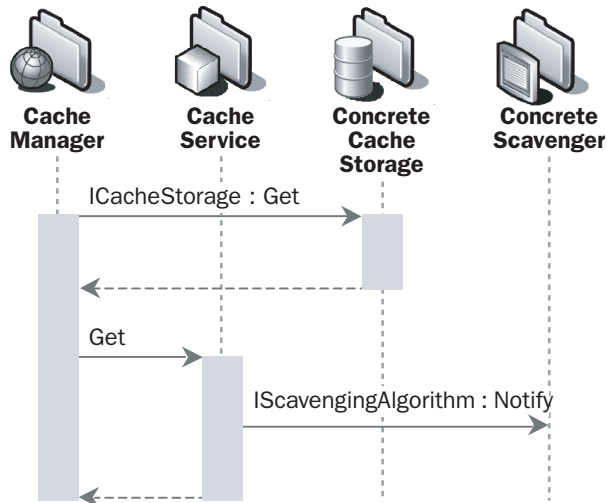 Cache
Manager
Cache
Service
Concrete
Cache
Storage
Concrete
Scavenger
ICacheStorage : Get
Get
IScavengingAlgorithm : Notify